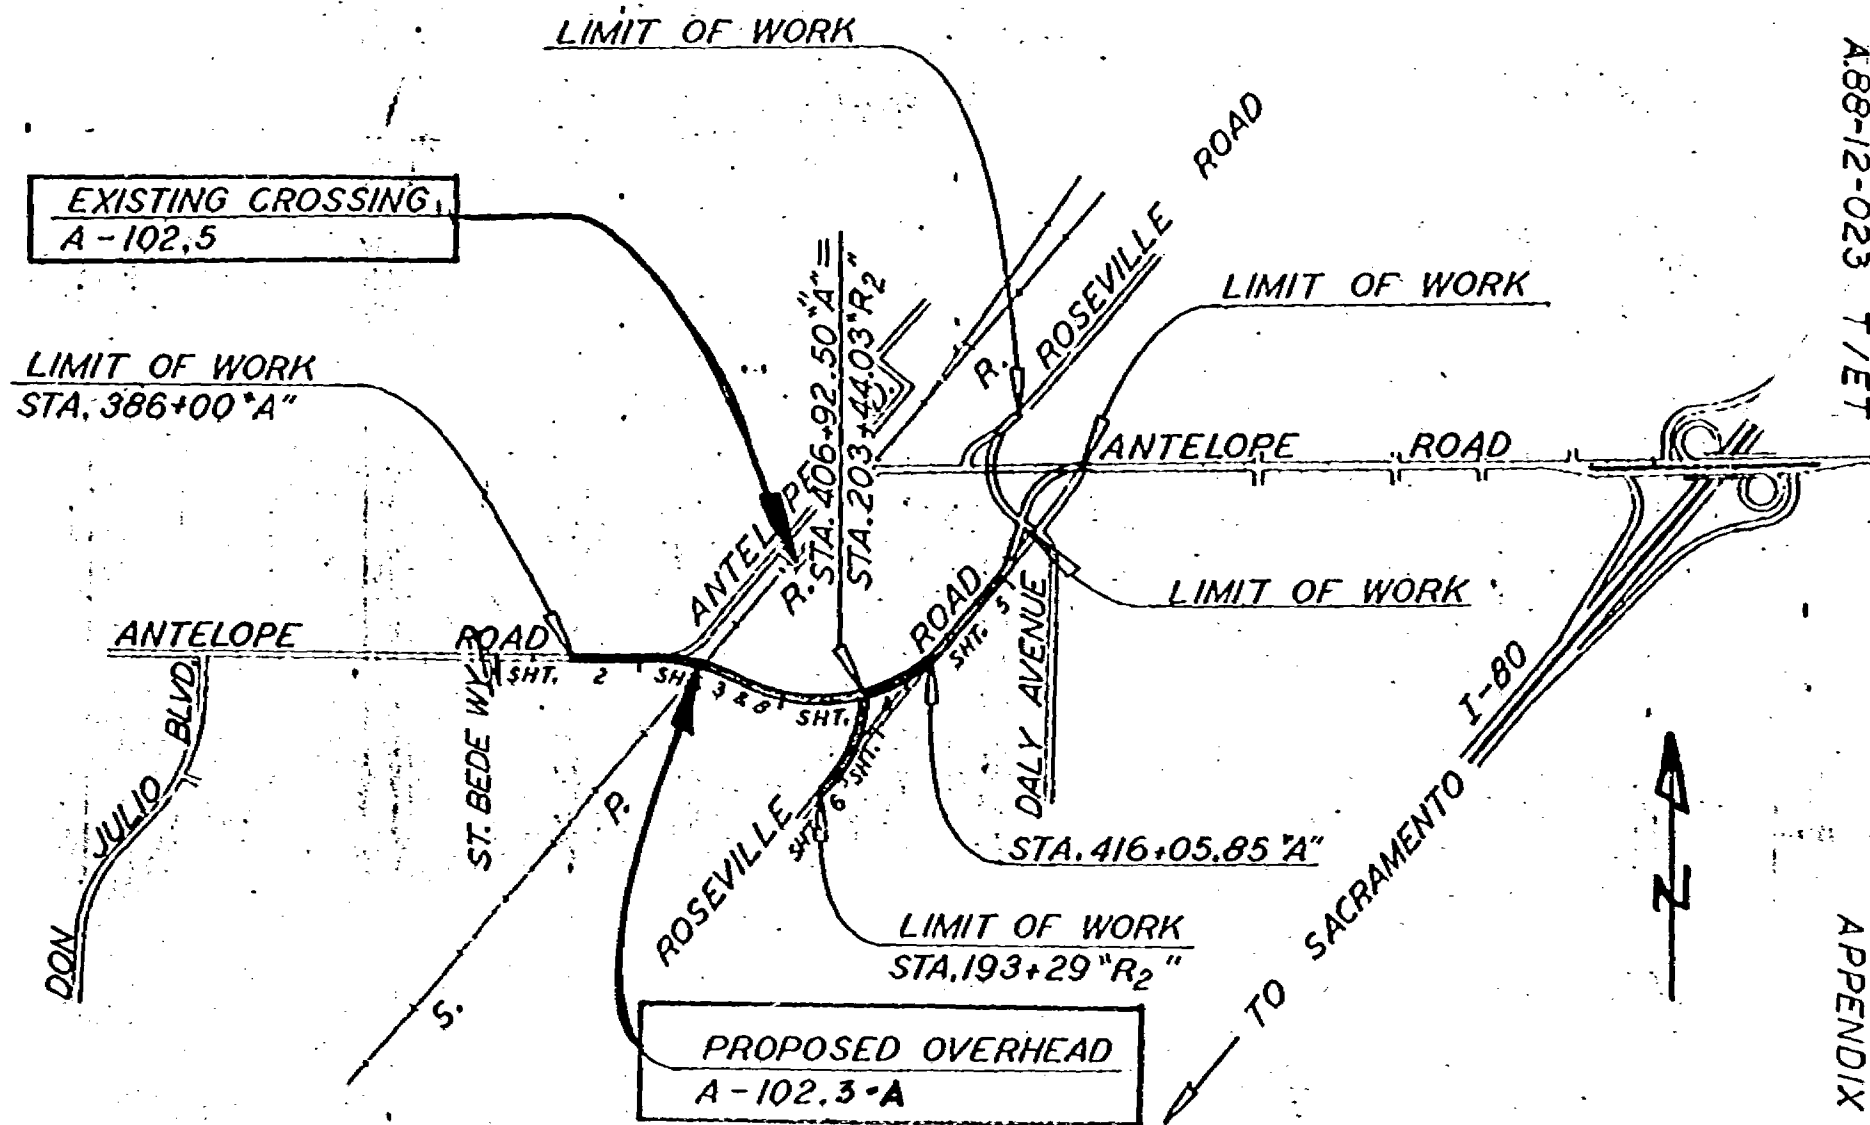 LIMIT OF WORK
A.88-12-023 T/ET
ROAD
EXISTING CROSSING
A-102.5
ROSEVILLE
LIMIT OF WORK
STA. 406+92.50 "A" =
STA. 203+44.03 "R2"
R.
LIMIT OF WORK
STA. 386+00 "A"
ANTELOPE ROAD
ANTELOPE
R.
ROAD
LIMIT OF WORK
ANTELOPE ROAD
SHT. 2
SHT. 3 & 8
SHT.
SHT. 5
DALY AVENUE
I-80
BLVD.
JULIO
DON
ST. BEDE WY.
P.
S.
SHT.
SHT. 6
ROSEVILLE
STA. 416+05.85 "A"
LIMIT OF WORK
STA. 193+29 "R2"
TO SACRAMENTO
N
PROPOSED OVERHEAD
A-102.3-A
APPENDIX